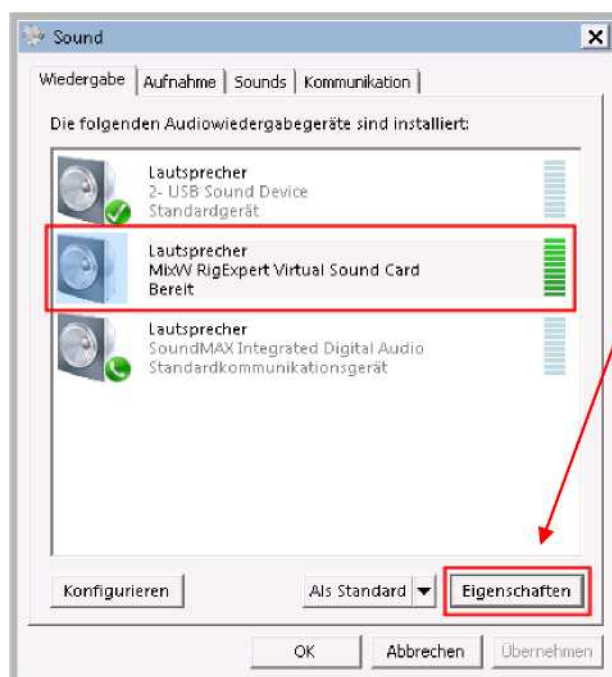 Sound
Wiedergabe Aufnahme Sounds Kommunikation
Die folgenden Audiowiedergabegeräte sind installiert:
Lautsprecher
2- USB Sound Device
Standardgerät
Lautsprecher
MixW RigExpert Virtual Sound Card
Bereit
Lautsprecher
SoundMAX Integrated Digital Audio
Standardkommunikationsgerät
Konfigurieren Als Standard Eigenschaften
OK Abbrechen Übernehmen